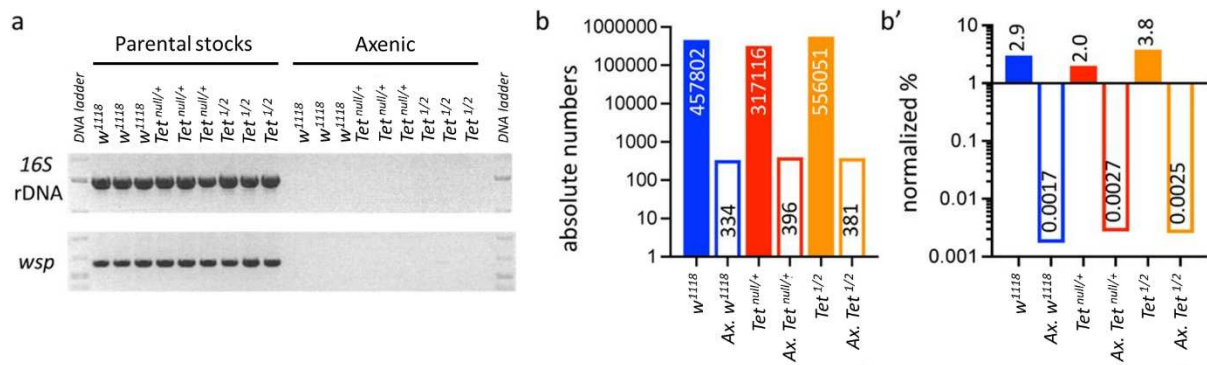 a
Parental stocks
Axenic
DNA ladder
w1118
w1118
w1118
Tet null/+
Tet null/+
Tet null/+
Tet 1/2
Tet 1/2
Tet 1/2
w1118
w1118
w1118
Tet null/+
Tet null/+
Tet null/+
Tet 1/2
Tet 1/2
Tet 1/2
DNA ladder
16S
rDNA
wsp
b
absolute numbers
1000000
100000
10000
1000
100
10
1
457802
334
317116
396
556051
381
w1118
Ax. w1118
Tet null/+
Ax. Tet null/+
Tet 1/2
Ax. Tet 1/2
b’
normalized %
10
1
0.1
0.01
0.001
2.9
0.0017
2.0
0.0027
3.8
0.0025
w1118
Ax. w1118
Tet null/+
Ax. Tet null/+
Tet 1/2
Ax. Tet 1/2